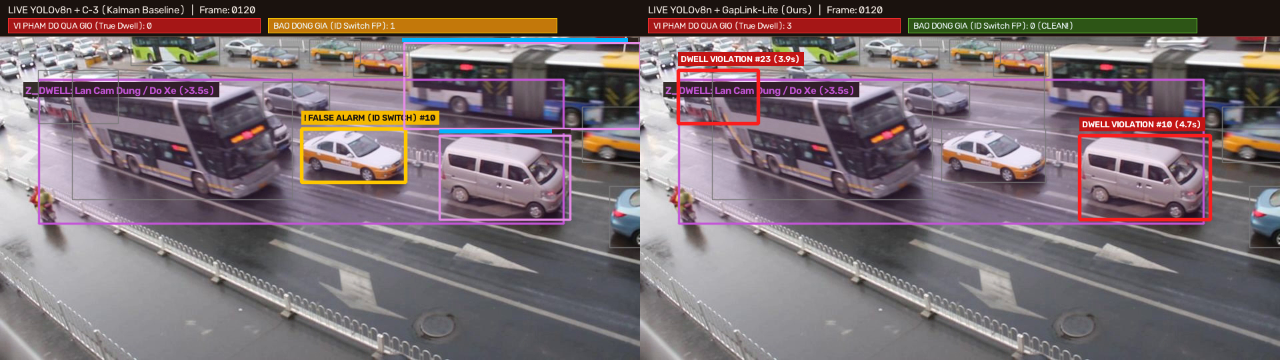 LIVE YOLOv8n + C-3 (Kalman Baseline) | Frame: 0120
VI PHAM DO QUA GIO (True Dwell): 0
BAO DONG GIA (ID Switch FP): 1
Z_DWELL: Lan Cam Dung / Do Xe (>3.5s)
! FALSE ALARM (ID SWITCH) #10
LIVE YOLOv8n + GapLink-Lite (Ours) | Frame: 0120
VI PHAM DO QUA GIO (True Dwell): 3
BAO DONG GIA (ID Switch FP): 0 (CLEAN!)
DWELL VIOLATION #23 (3.9s)
Z_DWELL: Lan Cam Dung / Do Xe (>3.5s)
DWELL VIOLATION #10 (4.7s)